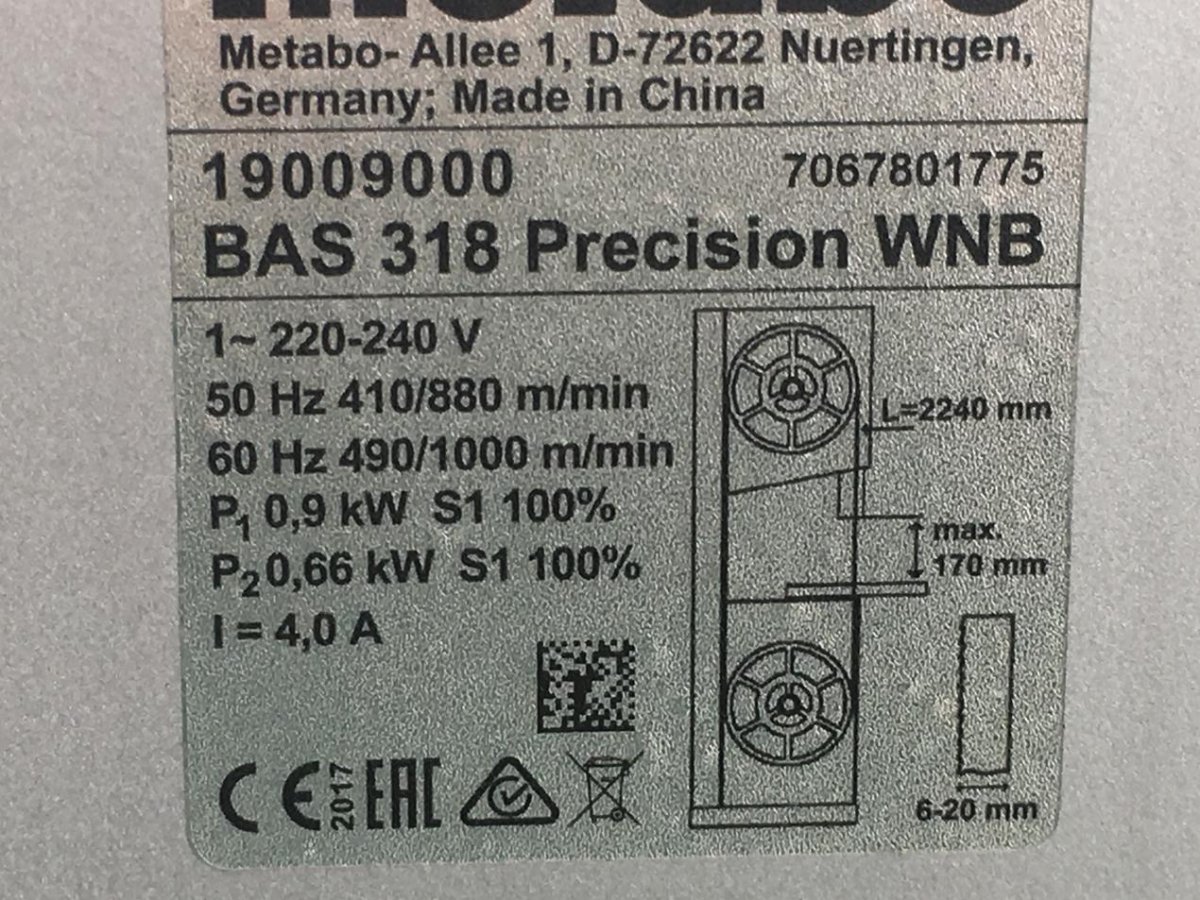 metabo
Metabo- Allee 1, D-72622 Nuertingen,
Germany; Made in China
19009000 7067801775
BAS 318 Precision WNB
1~ 220-240 V
50 Hz 410/880 m/min
60 Hz 490/1000 m/min
P1 0,9 kW S1 100%
P2 0,66 kW S1 100%
I = 4,0 A
L=2240 mm
max.
170 mm
6-20 mm
CE 2017 EAC